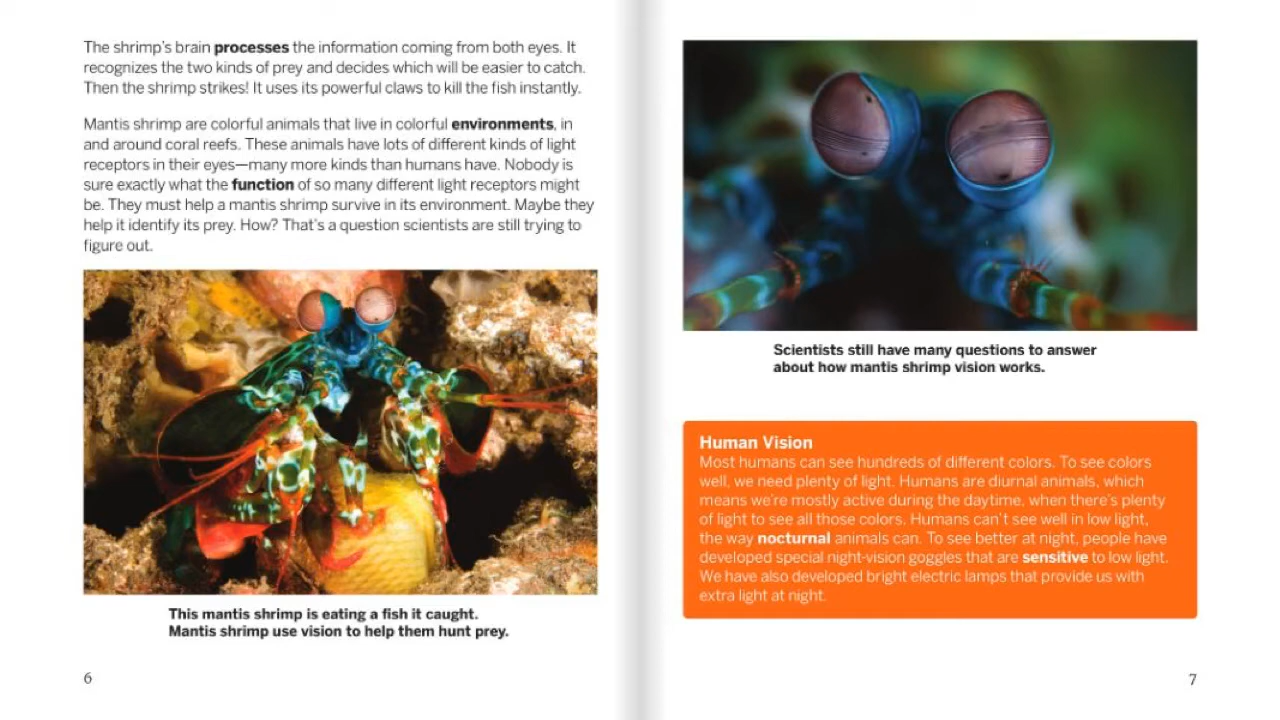 The shrimp's brain processes the information coming from both eyes. It
recognizes the two kinds of prey and decides which will be easier to catch.
Then the shrimp strikes! It uses its powerful claws to kill the fish instantly.
Mantis shrimp are colorful animals that live in colorful environments, in
and around coral reefs. These animals have lots of different kinds of light
receptors in their eyes—many more kinds than humans have. Nobody is
sure exactly what the function of so many different light receptors might
be. They must help a mantis shrimp survive in its environment. Maybe they
help it identify its prey. How? That's a question scientists are still trying to
figure out.
This mantis shrimp is eating a fish it caught.
Mantis shrimp use vision to help them hunt prey.
6
Scientists still have many questions to answer
about how mantis shrimp vision works.
Human Vision
Most humans can see hundreds of different colors. To see colors
well, we need plenty of light. Humans are diurnal animals, which
means we're mostly active during the daytime, when there's plenty
of light to see all those colors. Humans can't see well in low light,
the way nocturnal animals can. To see better at night, people have
developed special night-vision goggles that are sensitive to low light.
We have also developed bright electric lamps that provide us with
extra light at night.
7